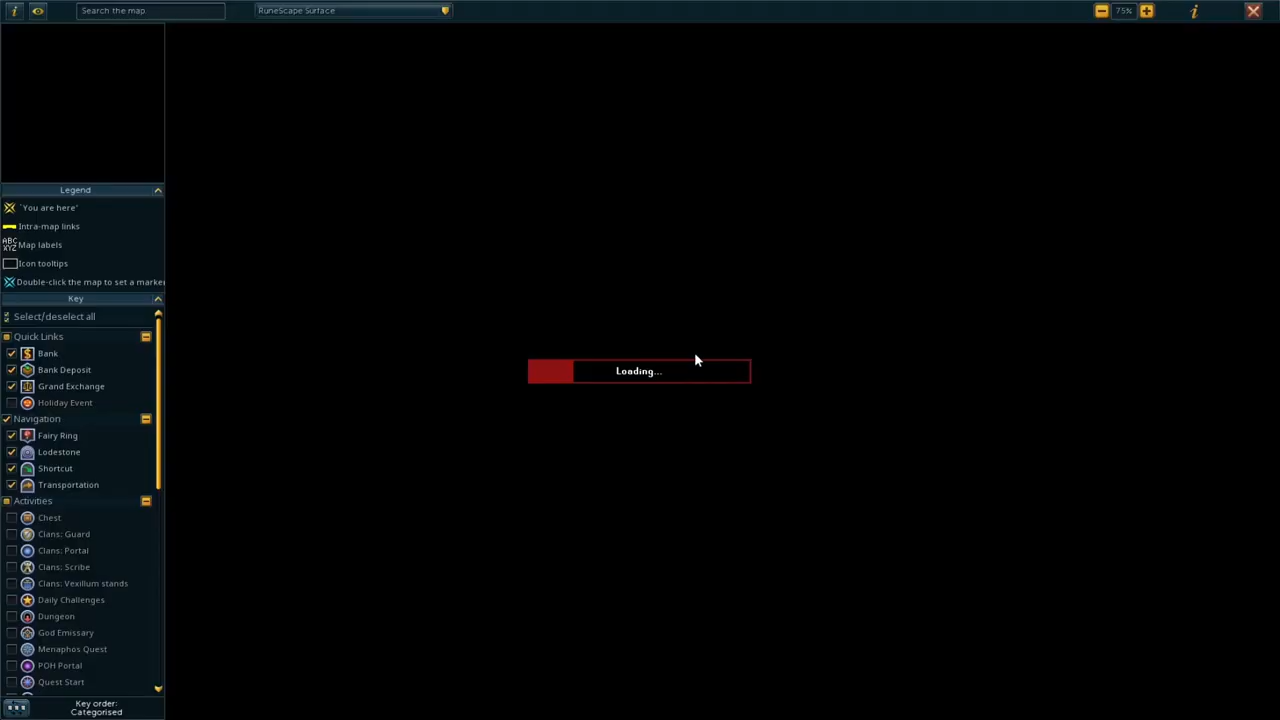 Search the map
RuneScape Surface
75%
Legend
`You are here'
Intra-map links
ABC
XYZ
Map labels
Icon tooltips
Double-click the map to set a marke
Key
Select/deselect all
Quick Links
Bank
Bank Deposit
Grand Exchange
Holiday Event
Navigation
Fairy Ring
Lodestone
Shortcut
Transportation
Activities
Chest
Clans: Guard
Clans: Portal
Clans: Scribe
Clans: Vexillum stands
Daily Challenges
Dungeon
God Emissary
Menaphos Quest
POH Portal
Quest Start
Key order:
Categorised
Loading...